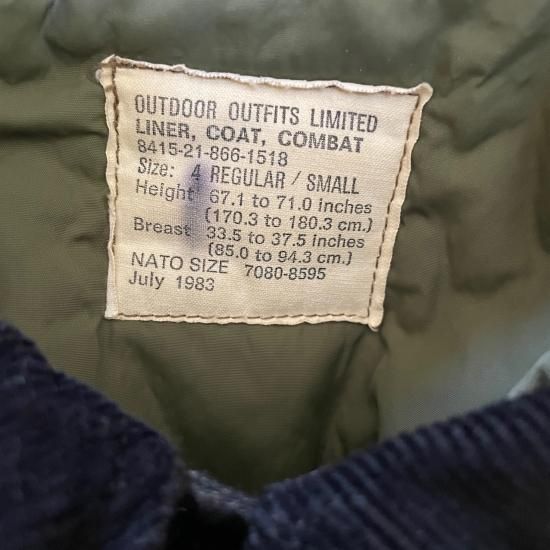 OUTDOOR OUTFITS LIMITED
LINER, COAT, COMBAT
8415-21-866-1518
Size: 4 REGULAR / SMALL
Height 67.1 to 71.0 inches
(170.3 to 180.3 cm.)
Breast 33.5 to 37.5 inches
(85.0 to 94.3 cm.)
NATO SIZE 7080-8595
July 1983